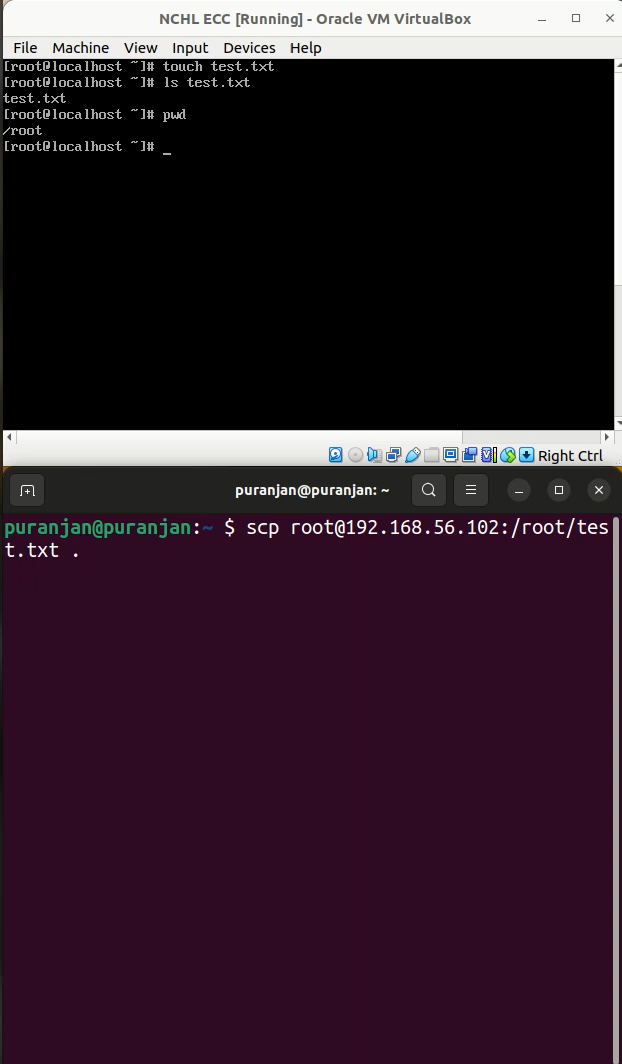 NCHL ECC [Running] - Oracle VM VirtualBox
File Machine View Input Devices Help
[root@localhost ~]# touch test.txt
[root@localhost ~]# ls test.txt
test.txt
[root@localhost ~]# pwd
/root
[root@localhost ~]# _
Right Ctrl
puranjan@puranjan: ~
puranjan@puranjan:~ $ scp root@192.168.56.102:/root/tes
t.txt .